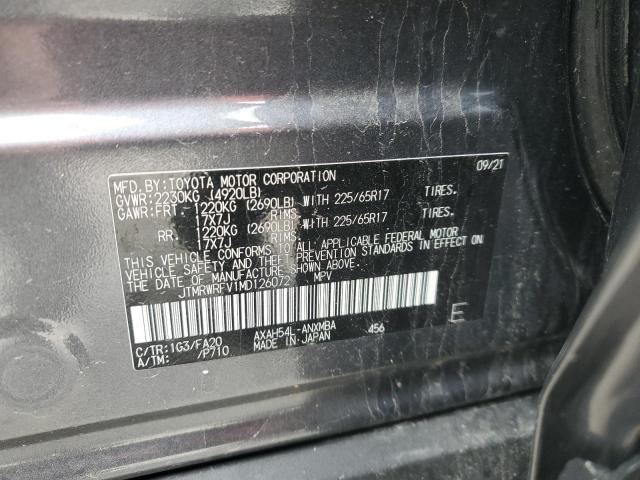 MFD. BY: TOYOTA MOTOR CORPORATION 09/21
GVWR: 2230KG (4920LB)
GAWR: FRT 1220KG (2690LB) WITH 225/65R17 TIRES.
17X7J RIMS
RR 1220KG (2690LB) WITH 225/65R17 TIRES.
17X7J RIMS
THIS VEHICLE CONFORMS TO ALL APPLICABLE FEDERAL MOTOR
VEHICLE SAFETY AND THEFT PREVENTION STANDARDS IN EFFECT ON
THE DATE OF MANUFACTURE SHOWN ABOVE.
JTMRWRFV1MD126072 MPV
E
C/TR: 1G3/FA20 AXAH54L-ANXMBA 456
A/TM: /P710 MADE IN JAPAN